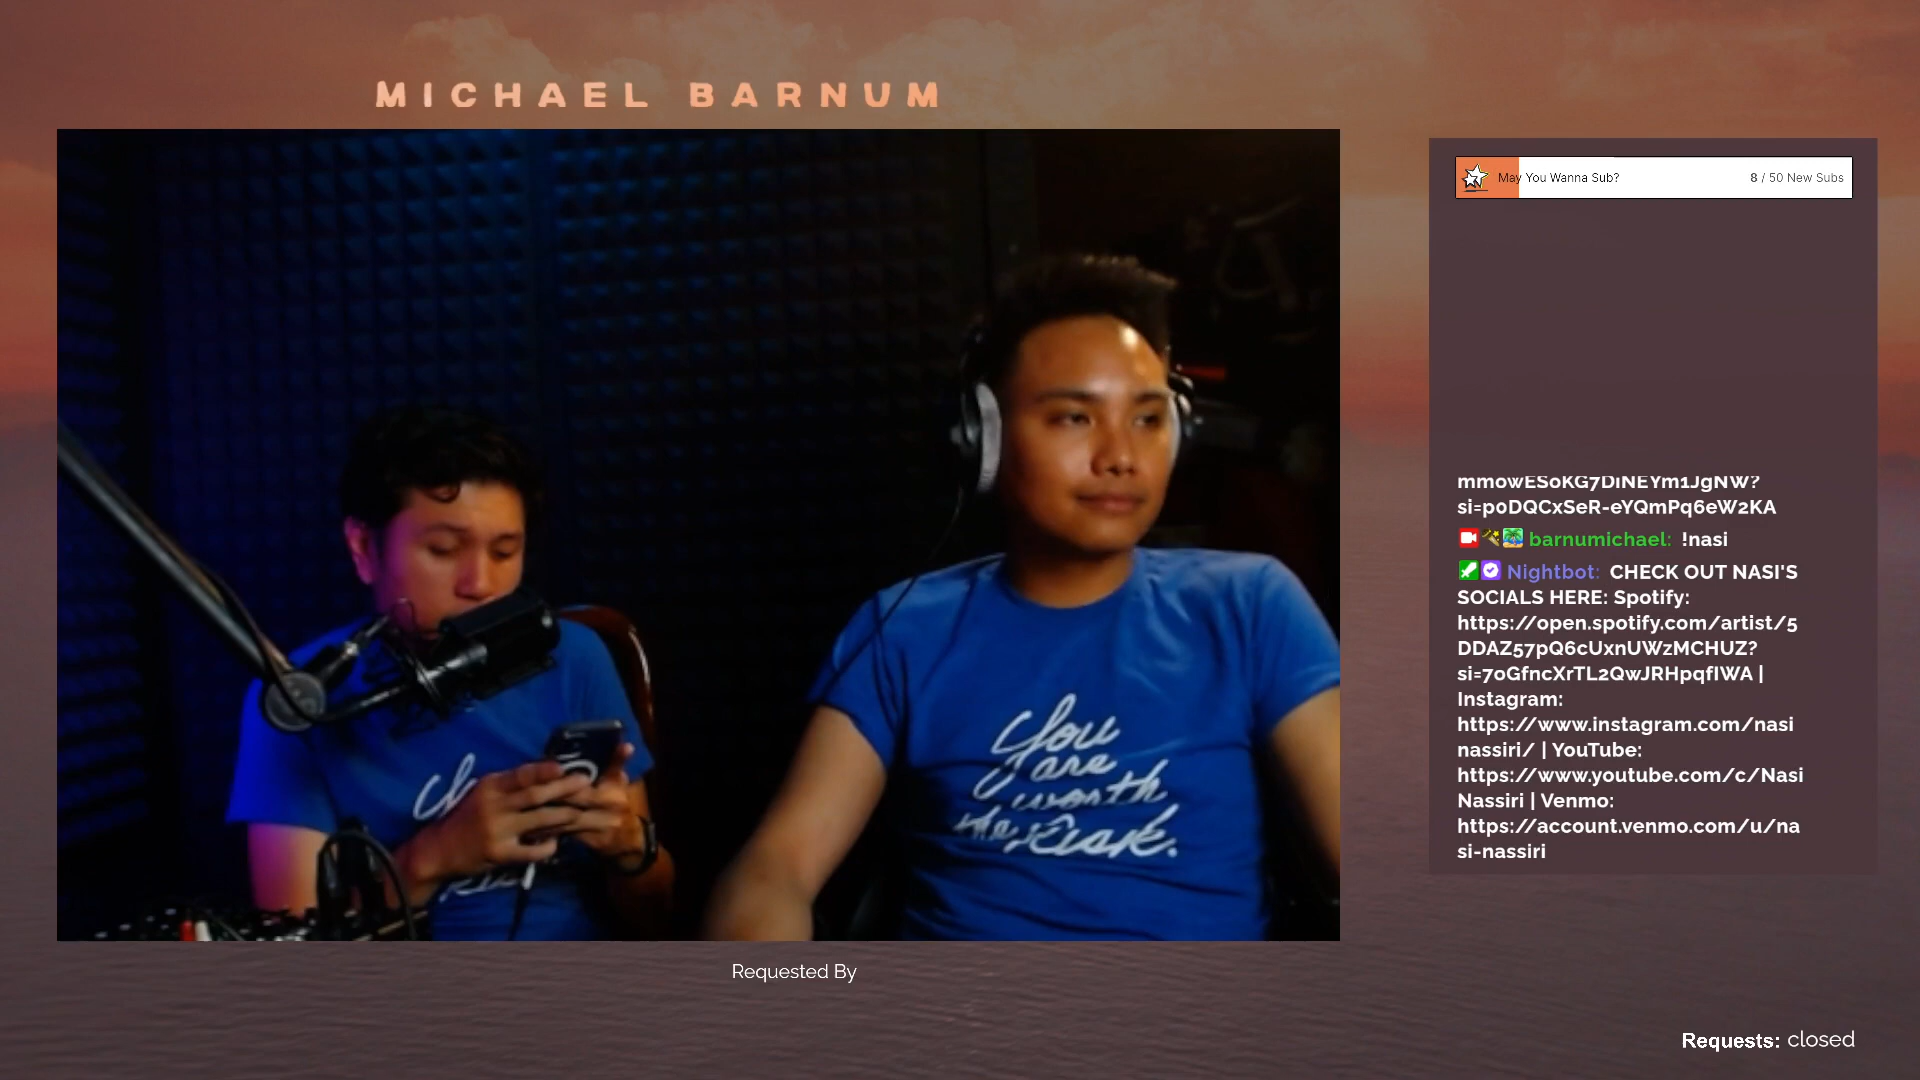 MICHAEL BARNUM
May You Wanna Sub?
8 / 50 New Subs
mmowESoKG7DiNEYm1JgNW?
si=poDQCxSeR-eYQmPq6eW2KA
barnumichael: !nasi
Nightbot: CHECK OUT NASI'S
SOCIALS HERE: Spotify:
https://open.spotify.com/artist/5
DDAZ57pQ6cUxnUWzMCHUZ?
si=7oGfncXrTL2QwJRHpqfIWA |
Instagram:
https://www.instagram.com/nasi
nassiri/ | YouTube:
https://www.youtube.com/c/Nasi
Nassiri | Venmo:
https://account.venmo.com/u/na
si-nassiri
You
are
worth
the Risk.
Requested By
Requests: closed